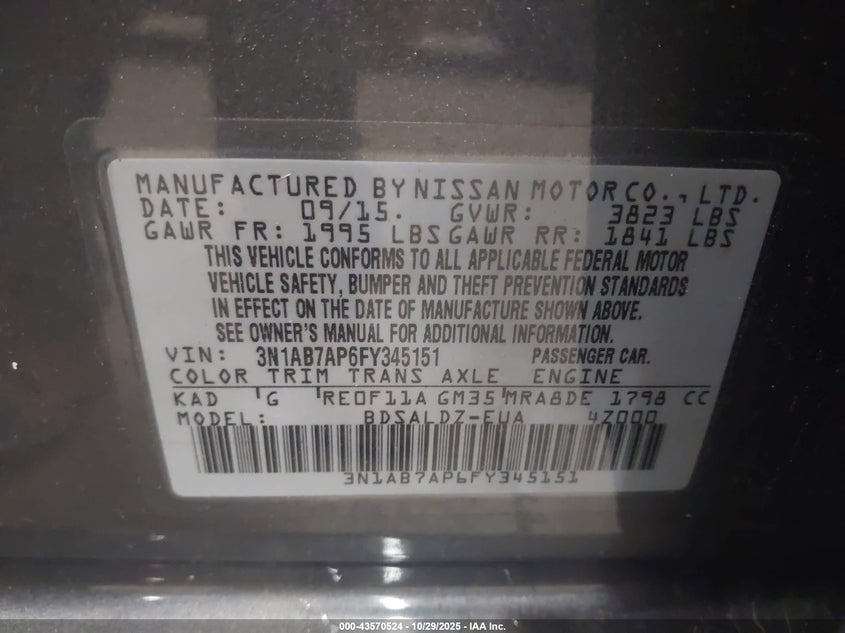 MANUFACTURED BY NISSAN MOTOR CO., LTD.
DATE: 09/15. GVWR: 3823 LBS
GAWR FR: 1995 LBS GAWR RR: 1841 LBS
THIS VEHICLE CONFORMS TO ALL APPLICABLE FEDERAL MOTOR
VEHICLE SAFETY, BUMPER AND THEFT PREVENTION STANDARDS
IN EFFECT ON THE DATE OF MANUFACTURE SHOWN ABOVE.
SEE OWNER'S MANUAL FOR ADDITIONAL INFORMATION.
VIN: 3N1AB7AP6FY345151 PASSENGER CAR.
COLOR TRIM TRANS AXLE ENGINE
KAD G RE0F11A GM35 MRA8DE 1798 CC
MODEL: BDSALDZ-EUA 4Z000
3N1AB7AP6FY345151
000-43570524 | 10/29/2025 - IAA Inc.